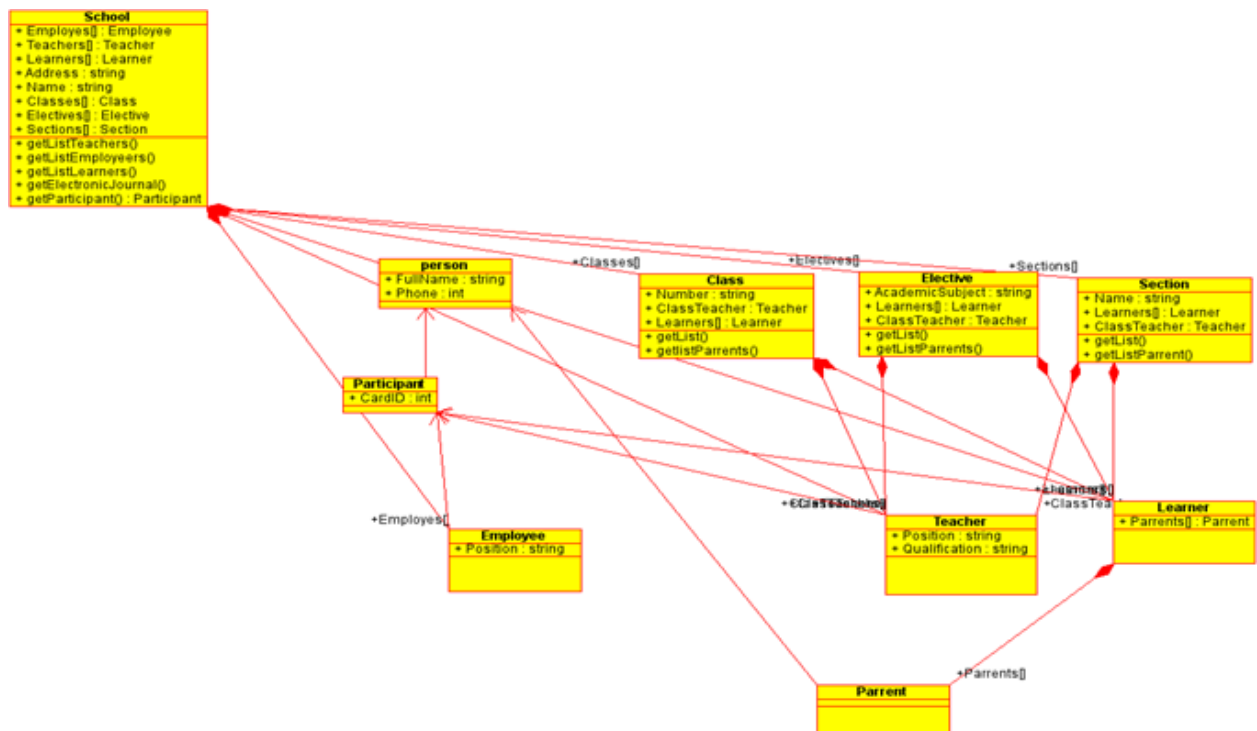 School
+ Employes[] : Employee
+ Teachers[] : Teacher
+ Learners[] : Learner
+ Address : string
+ Name : string
+ Classes[] : Class
+ Electives[] : Elective
+ Sections[] : Section
+ getListTeachers()
+ getListEmployeers()
+ getListLearners()
+ getElectronicJournal()
+ getParticipant() : Participant
person
+ FullName : string
+ Phone : int
+Classes[]
+Electives[]
+Sections[]
Class
+ Number : string
+ ClassTeacher : Teacher
+ Learners[] : Learner
+ getList()
+ getlistParrents()
Elective
+ AcademicSubject : string
+ Learners[] : Learner
+ ClassTeacher : Teacher
+ getList()
+ getListParrents()
Section
+ Name : string
+ Learners[] : Learner
+ ClassTeacher : Teacher
+ getList()
+ getListParrent()
Participant
+ CardID : int
+Employes[]
Employee
+ Position : string
Teacher
+ Position : string
+ Qualification : string
+ClassTea
Learner
+ Parrents[] : Parrent
+Parrents[]
Parrent